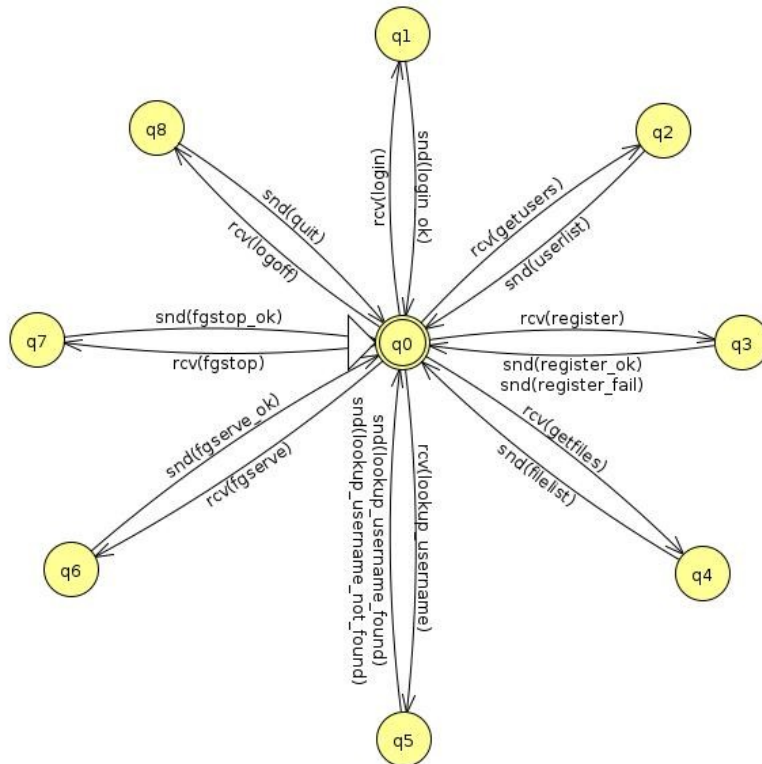 q1
q8
q2
rcv(login)
snd(login_ok)
snd(quit)
rcv(logoff)
rcv(getusers)
snd(userlist)
q7
snd(fgstop_ok)
rcv(fgstop)
q0
rcv(register)
snd(register_ok)
snd(register_fail)
q3
snd(fgserve_ok)
rcv(fgserve)
rcv(getfiles)
snd(filelist)
snd(lookup_username_found)
snd(lookup_username_not_found)
rcv(lookup_username)
q6
q4
q5